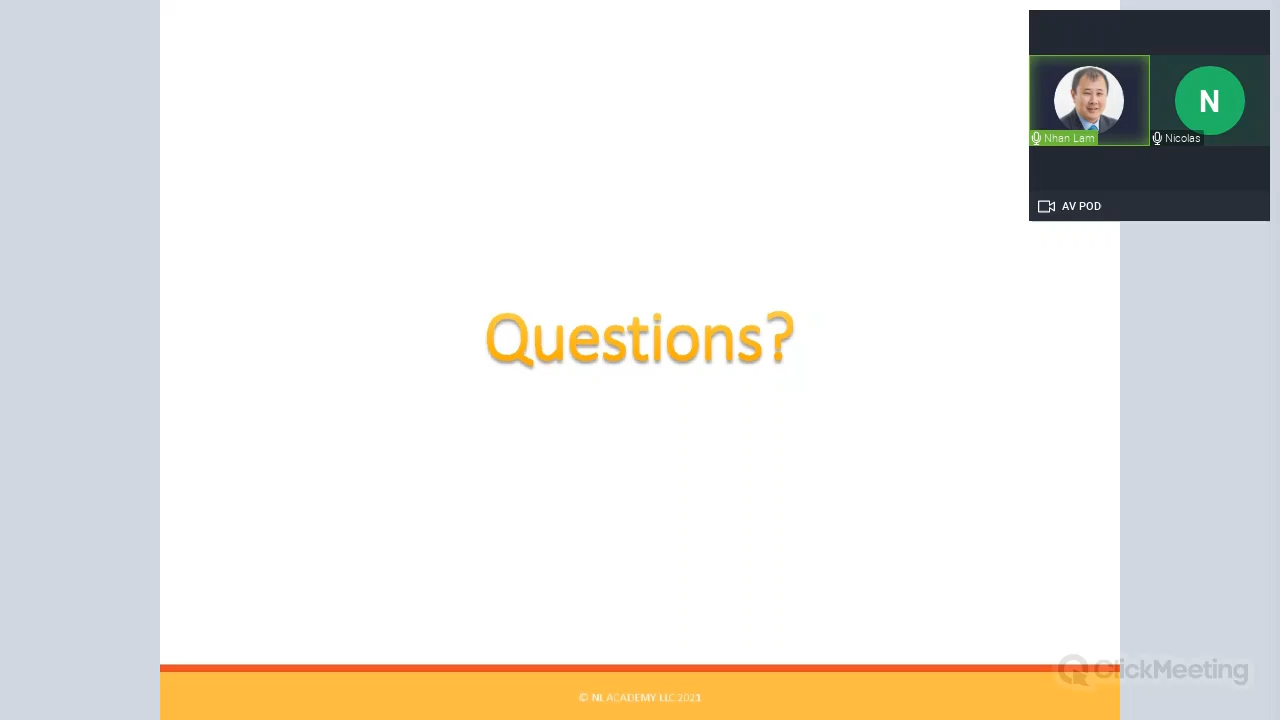 N
Nhan Lam
Nicolas
AV POD
Questions?
ClickMeeting
© NL ACADEMY LLC 2021